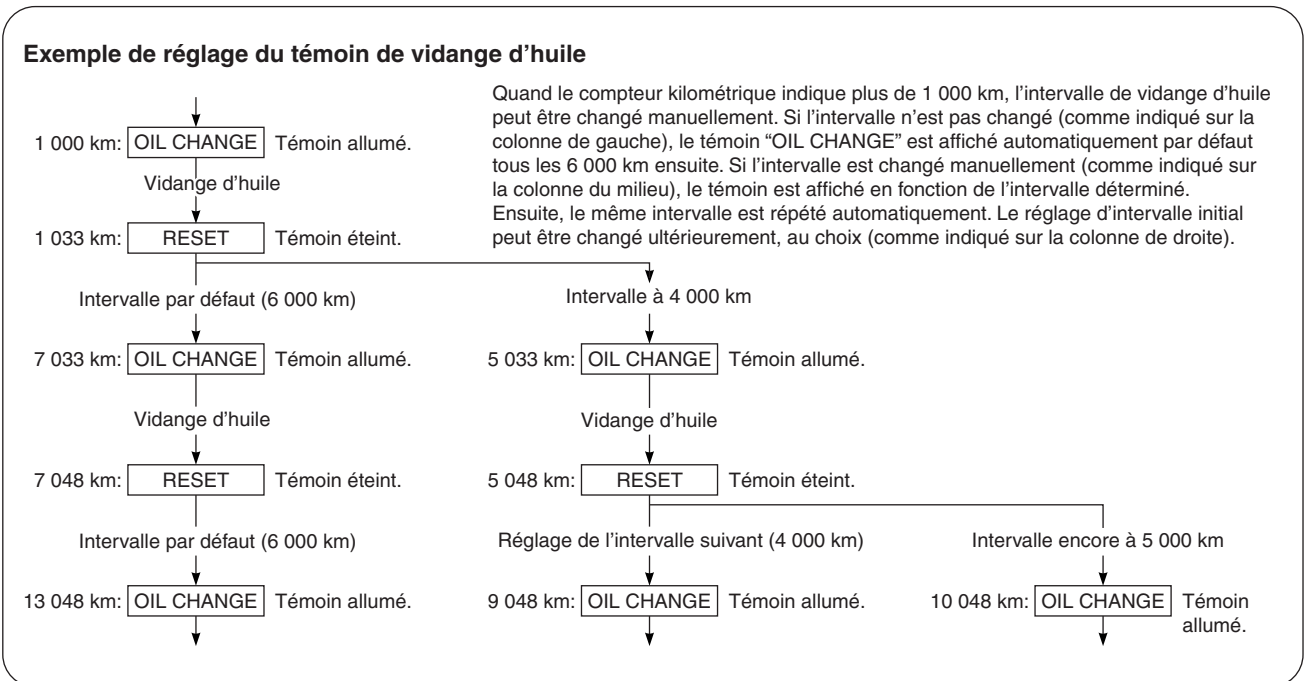 Exemple de réglage du témoin de vidange d'huile
Quand le compteur kilométrique indique plus de 1 000 km, l'intervalle de vidange d'huile
peut être changé manuellement. Si l'intervalle n'est pas changé (comme indiqué sur la
colonne de gauche), le témoin “OIL CHANGE” est affiché automatiquement par défaut
tous les 6 000 km ensuite. Si l'intervalle est changé manuellement (comme indiqué sur
la colonne du milieu), le témoin est affiché en fonction de l'intervalle déterminé.
Ensuite, le même intervalle est répété automatiquement. Le réglage d'intervalle initial
peut être changé ultérieurement, au choix (comme indiqué sur la colonne de droite).
1 000 km: OIL CHANGE Témoin allumé.
Vidange d'huile
1 033 km: RESET Témoin éteint.
Intervalle par défaut (6 000 km)
7 033 km: OIL CHANGE Témoin allumé.
Vidange d'huile
7 048 km: RESET Témoin éteint.
Intervalle par défaut (6 000 km)
13 048 km: OIL CHANGE Témoin allumé.
Intervalle à 4 000 km
5 033 km: OIL CHANGE Témoin allumé.
Vidange d'huile
5 048 km: RESET Témoin éteint.
Réglage de l'intervalle suivant (4 000 km)
9 048 km: OIL CHANGE Témoin allumé.
Intervalle encore à 5 000 km
10 048 km: OIL CHANGE Témoin
allumé.